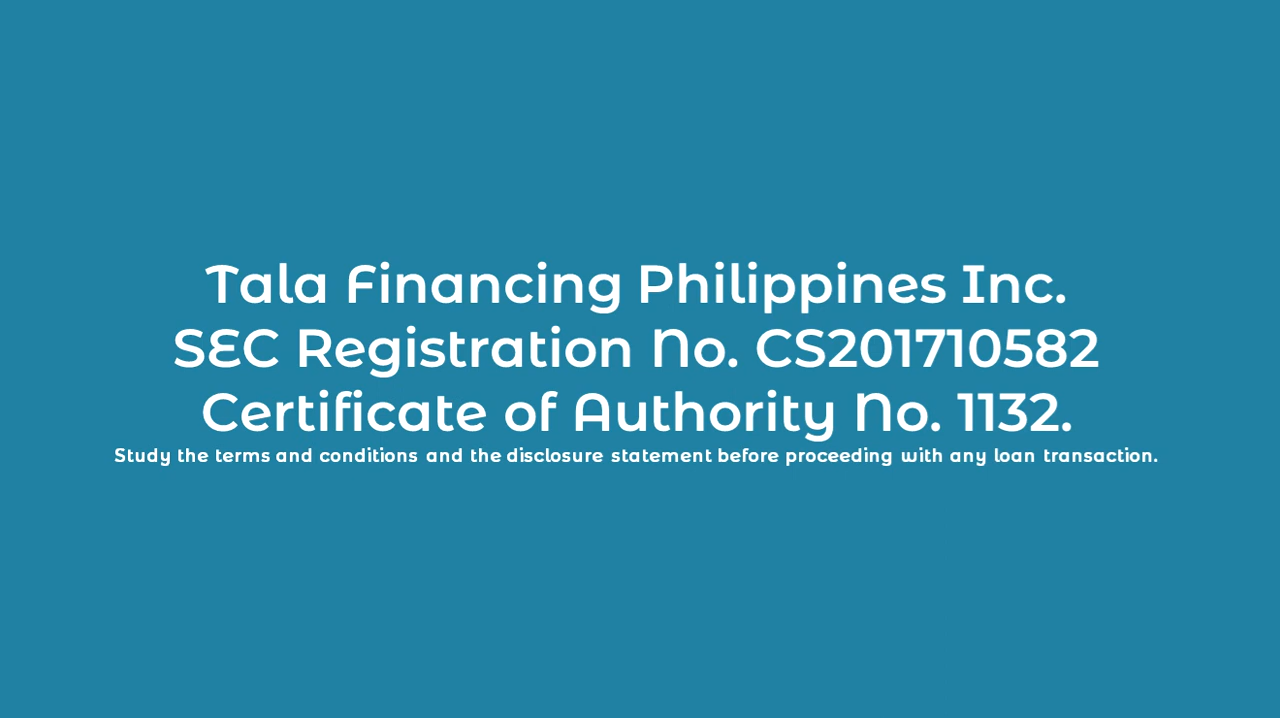 Tala Financing Philippines Inc.
SEC Registration No. CS201710582
Certificate of Authority No. 1132.
Study the terms and conditions and the disclosure statement before proceeding with any loan transaction.